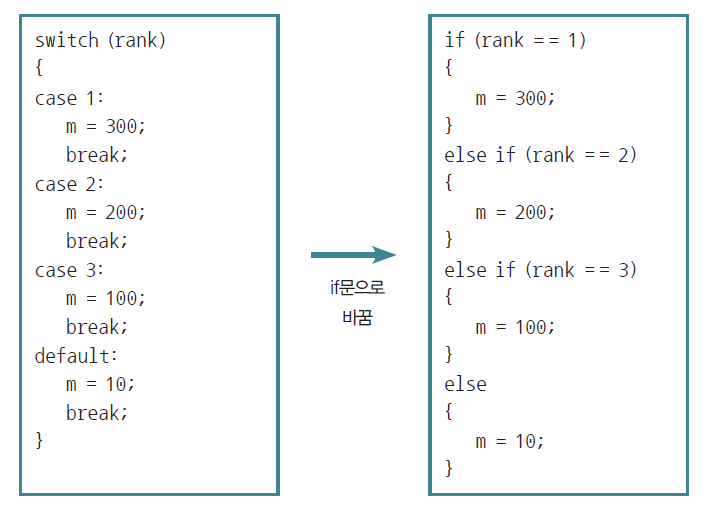 switch (rank)
{
case 1:
m = 300;
break;
case 2:
m = 200;
break;
case 3:
m = 100;
break;
default:
m = 10;
break;
}
if문으로
바꿈
if (rank == 1)
{
m = 300;
}
else if (rank == 2)
{
m = 200;
}
else if (rank == 3)
{
m = 100;
}
else
{
m = 10;
}